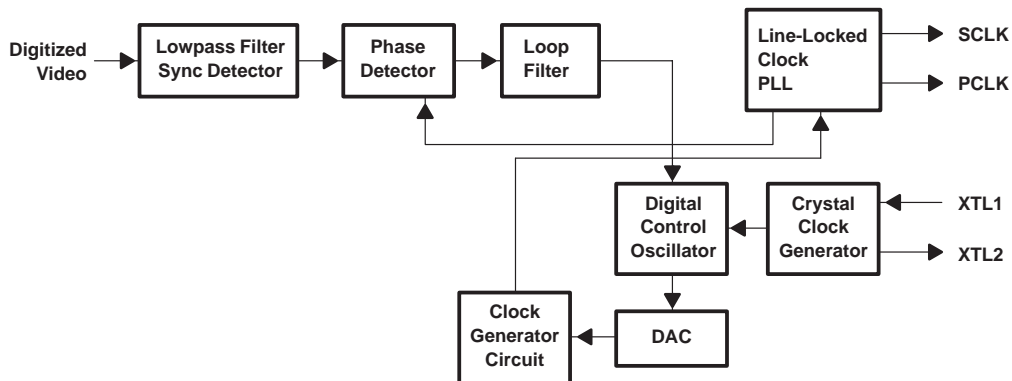 Digitized
Video
Lowpass Filter
Sync Detector
Phase
Detector
Loop
Filter
Line-Locked
Clock
PLL
SCLK
PCLK
Digital
Control
Oscillator
Crystal
Clock
Generator
XTL1
XTL2
Clock
Generator
Circuit
DAC